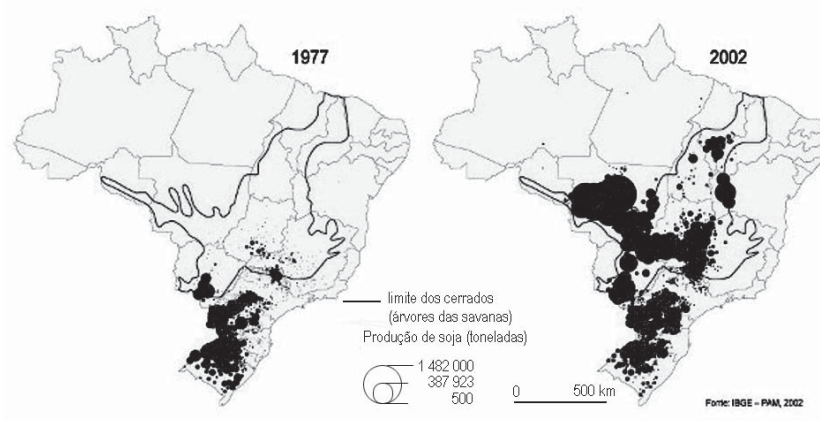 1977
2002
limite dos cerrados
(árvores das savanas)
Produção de soja (toneladas)
1 482 000
387 923
500
0 500 km
Fonte: IBGE – PAM, 2002